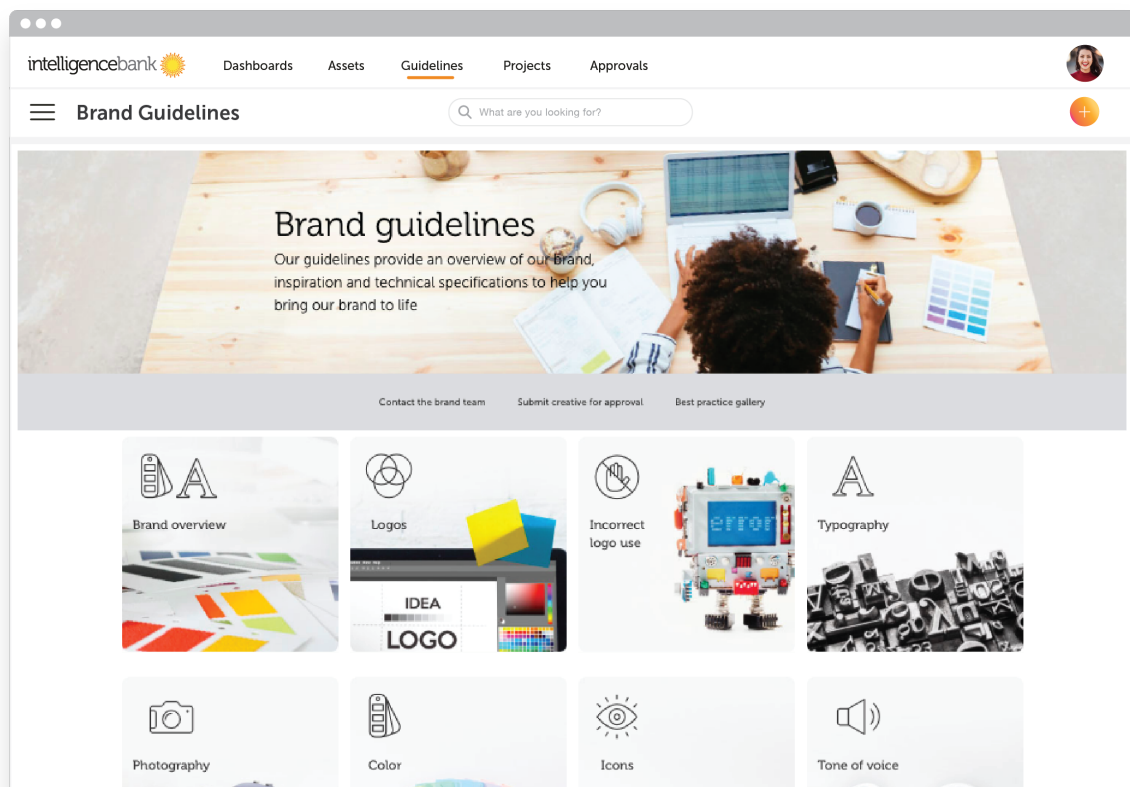 intelligencebank
Dashboards
Assets
Guidelines
Projects
Approvals
Brand Guidelines
What are you looking for?
Brand guidelines
Our guidelines provide an overview of our brand,
inspiration and technical specifications to help you
bring our brand to life
Contact the brand team
Submit creative for approval
Best practice gallery
A
Brand overview
Logos
IDEA
LOGO
Incorrect
logo use
error
A
Typography
Photography
Color
Icons
Tone of voice